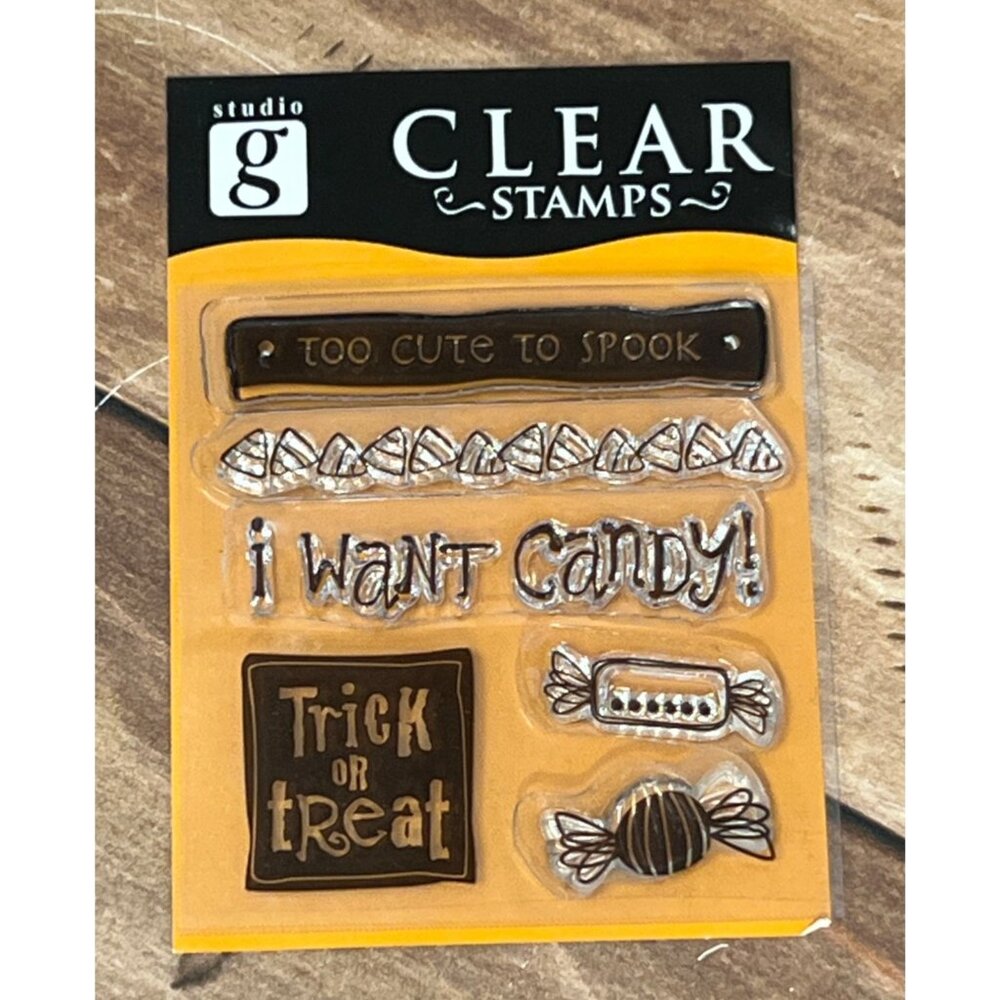 studio
g
CLEAR
STAMPS
TOO CUTE TO SPOOK
i WANT CANDY!
Trick
OR
tReat